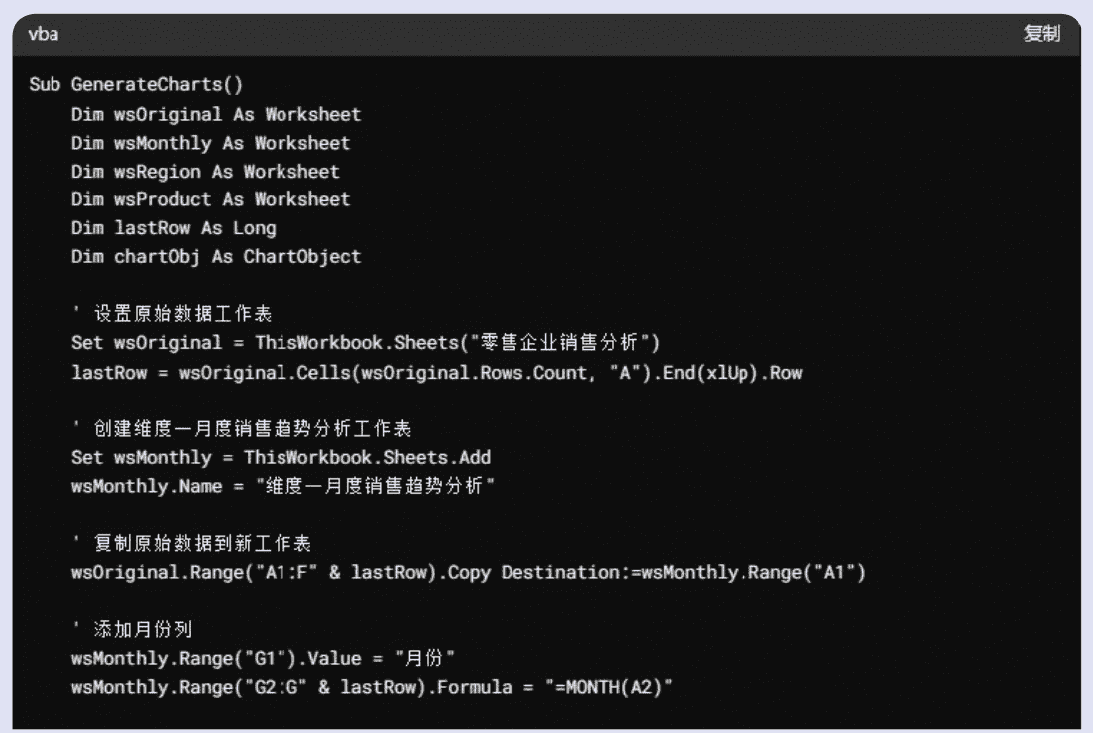 vba
复制
Sub GenerateCharts()
Dim wsOriginal As Worksheet
Dim wsMonthly As Worksheet
Dim wsRegion As Worksheet
Dim wsProduct As Worksheet
Dim lastRow As Long
Dim chartObj As ChartObject
' 设置原始数据工作表
Set wsOriginal = ThisWorkbook.Sheets("零售企业销售分析")
lastRow = wsOriginal.Cells(wsOriginal.Rows.Count, "A").End(xlUp).Row
' 创建维度一月度销售趋势分析工作表
Set wsMonthly = ThisWorkbook.Sheets.Add
wsMonthly.Name = "维度一月度销售趋势分析"
' 复制原始数据到新工作表
wsOriginal.Range("A1:F" & lastRow).Copy Destination:=wsMonthly.Range("A1")
' 添加月份列
wsMonthly.Range("G1").Value = "月份"
wsMonthly.Range("G2:G" & lastRow).Formula = "=MONTH(A2)"